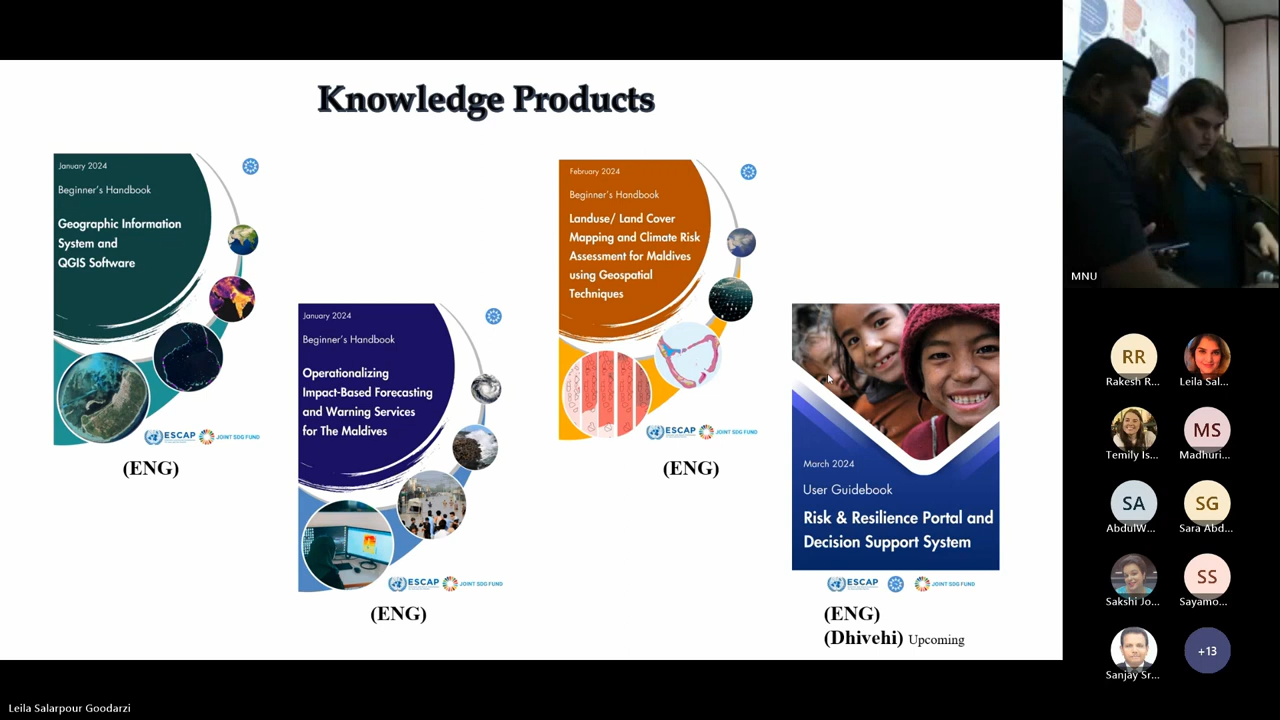 Knowledge Products
January 2024
Beginner's Handbook
Geographic Information
System and
QGIS Software
ESCAP
JOINT SDG FUND
(ENG)
January 2024
Beginner's Handbook
Operationalizing
Impact-Based Forecasting
and Warning Services
for The Maldives
ESCAP
JOINT SDG FUND
(ENG)
February 2024
Beginner's Handbook
Landuse/ Land Cover
Mapping and Climate Risk
Assessment for Maldives
using Geospatial
Techniques
ESCAP
JOINT SDG FUND
(ENG)
March 2024
User Guidebook
Risk & Resilience Portal and
Decision Support System
ESCAP
JOINT SDG FUND
(ENG)
(Dhivehi) Upcoming
MNU
RR
Rakesh R...
Leila Sal...
Temily Is...
MS
Madhuri...
SA
AbdulW...
SG
Sara Abd...
Sakshi Jo...
SS
Sayamo...
Sanjay Sr...
+13
Leila Salarpour Goodarzi